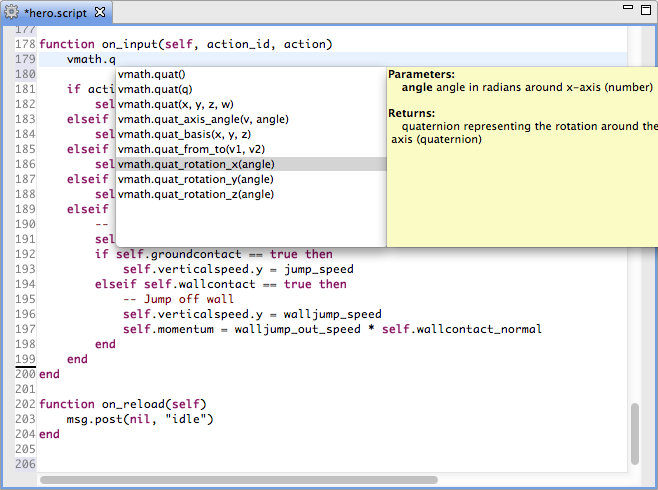 *hero.script
177
178 function on_input(self, action_id, action)
179 vmath.q
180
181 if acti
182 sel
183 elseif
184 sel
185 elseif
186 sel
187 elseif
188 sel
189 elseif
190 --
191 sel
192 if self.groundcontact == true then
193 self.verticalspeed.y = jump_speed
194 elseif self.wallcontact == true then
195 -- Jump off wall
196 self.verticalspeed.y = walljump_speed
197 self.momentum = walljump_out_speed * self.wallcontact_normal
198 end
199 end
200 end
201
202 function on_reload(self)
203 msg.post(nil, "idle")
204 end
205
206
vmath.quat()
vmath.quat(q)
vmath.quat(x, y, z, w)
vmath.quat_axis_angle(v, angle)
vmath.quat_basis(x, y, z)
vmath.quat_from_to(v1, v2)
vmath.quat_rotation_x(angle)
vmath.quat_rotation_y(angle)
vmath.quat_rotation_z(angle)
Parameters:
angle angle in radians around x-axis (number)
Returns:
quaternion representing the rotation around the
axis (quaternion)